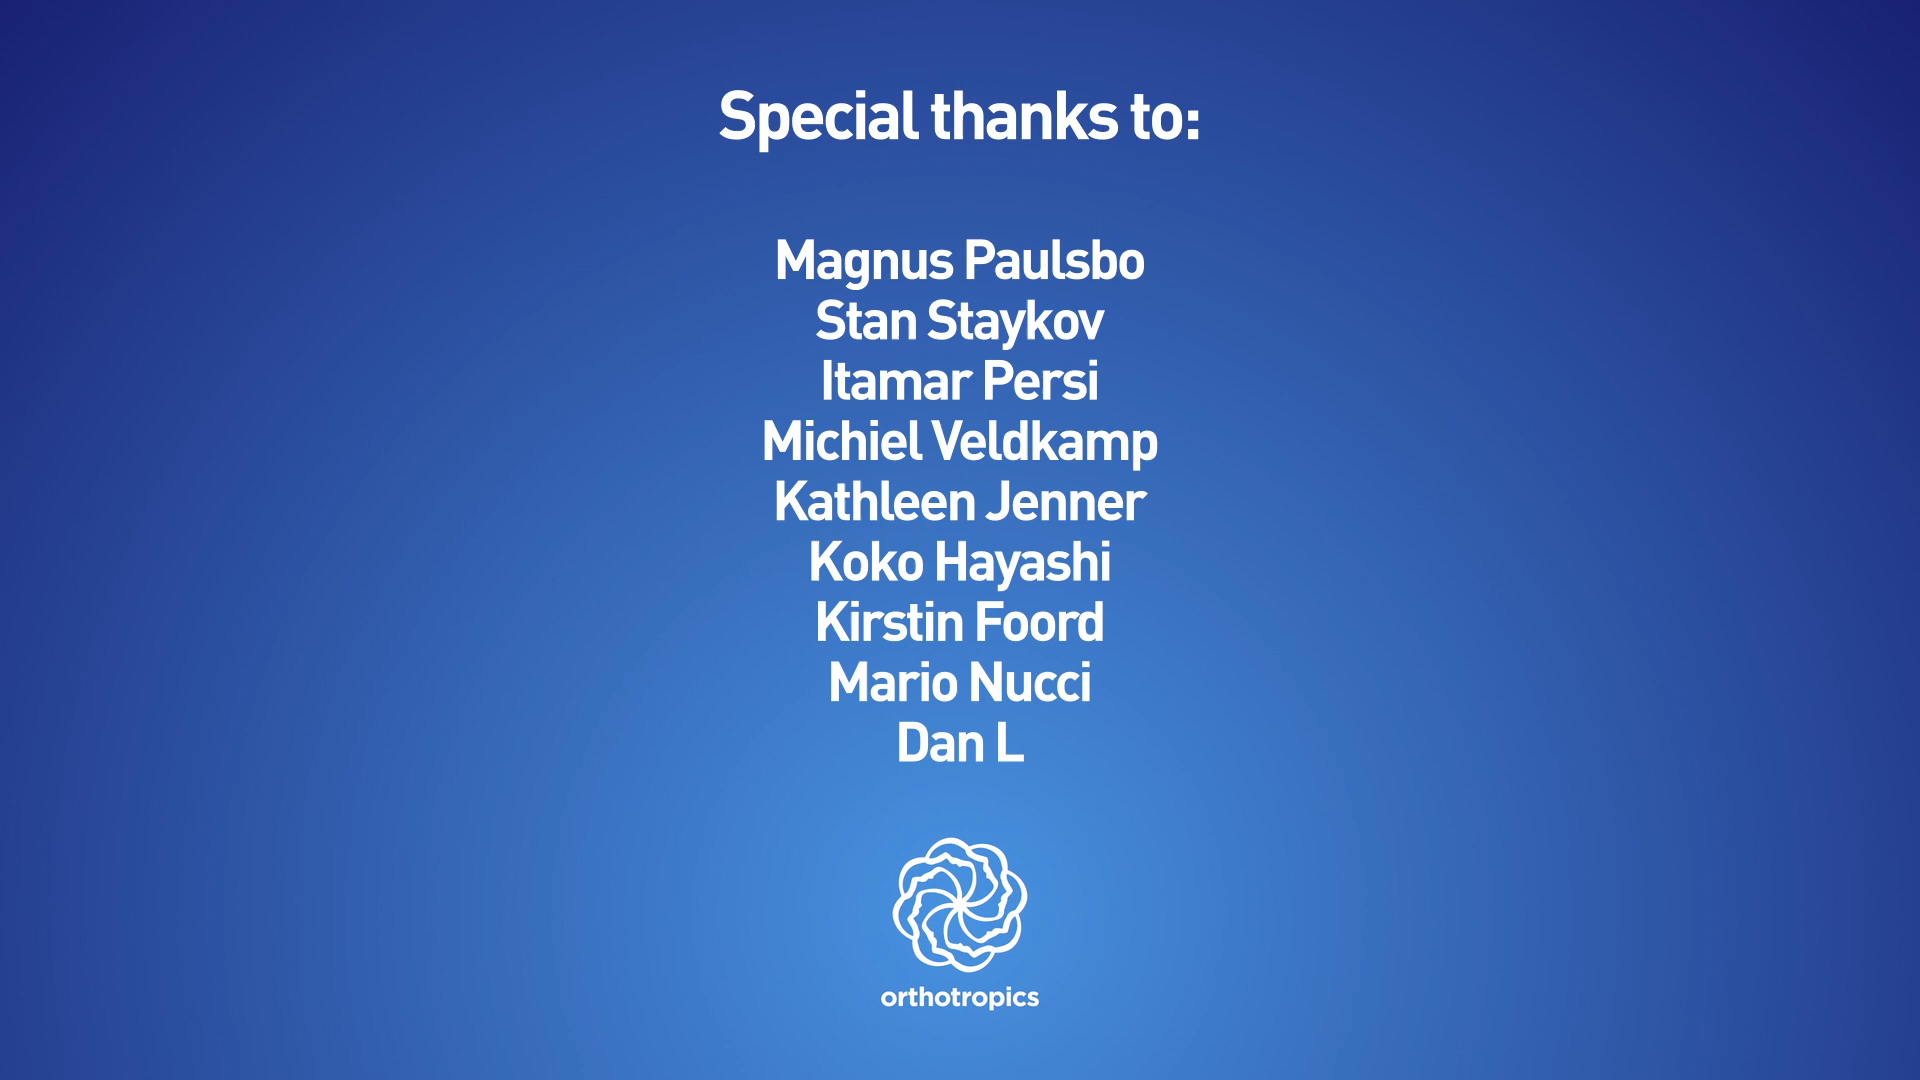 Special thanks to:
Magnus Paulsbo
Stan Staykov
Itamar Persi
Michiel Veldkamp
Kathleen Jenner
Koko Hayashi
Kirstin Foord
Mario Nucci
Dan L
orthotropics